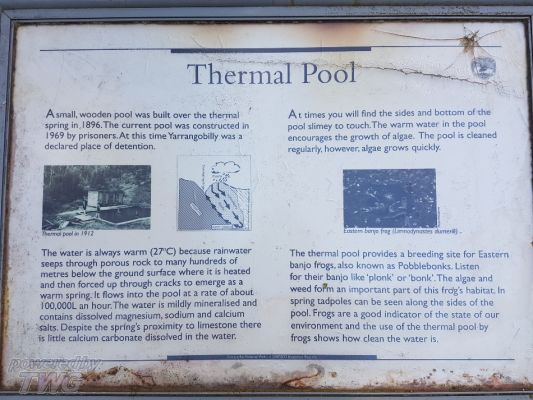 Thermal Pool
A small, wooden pool was built over the thermal
spring in 1896. The current pool was constructed in
1969 by prisoners. At this time Yarrangobilly was a
declared place of detention.
Thermal pool in 1912
The water is always warm (27°C) because rainwater
seeps through porous rock to many hundreds of
metres below the ground surface where it is heated
and then forced up through cracks to emerge as a
warm spring. It flows into the pool at a rate of about
100,000L an hour. The water is mildly mineralised and
contains dissolved magnesium, sodium and calcium
salts. Despite the spring's proximity to limestone there
is little calcium carbonate dissolved in the water.
At times you will find the sides and bottom of the
pool slimey to touch. The warm water in the pool
encourages the growth of algae. The pool is cleaned
regularly, however, algae grows quickly.
Eastern banjo frog (Limnodynastes dumerili)
The thermal pool provides a breeding site for Eastern
banjo frogs, also known as Pobblebonks. Listen
for their banjo like 'plonk' or 'bonk'. The algae and
weed form an important part of this frog's habitat. In
spring tadpoles can be seen along the sides of the
pool. Frogs are a good indicator of the state of our
environment and the use of the thermal pool by
frogs shows how clean the water is.
powered by
TWG